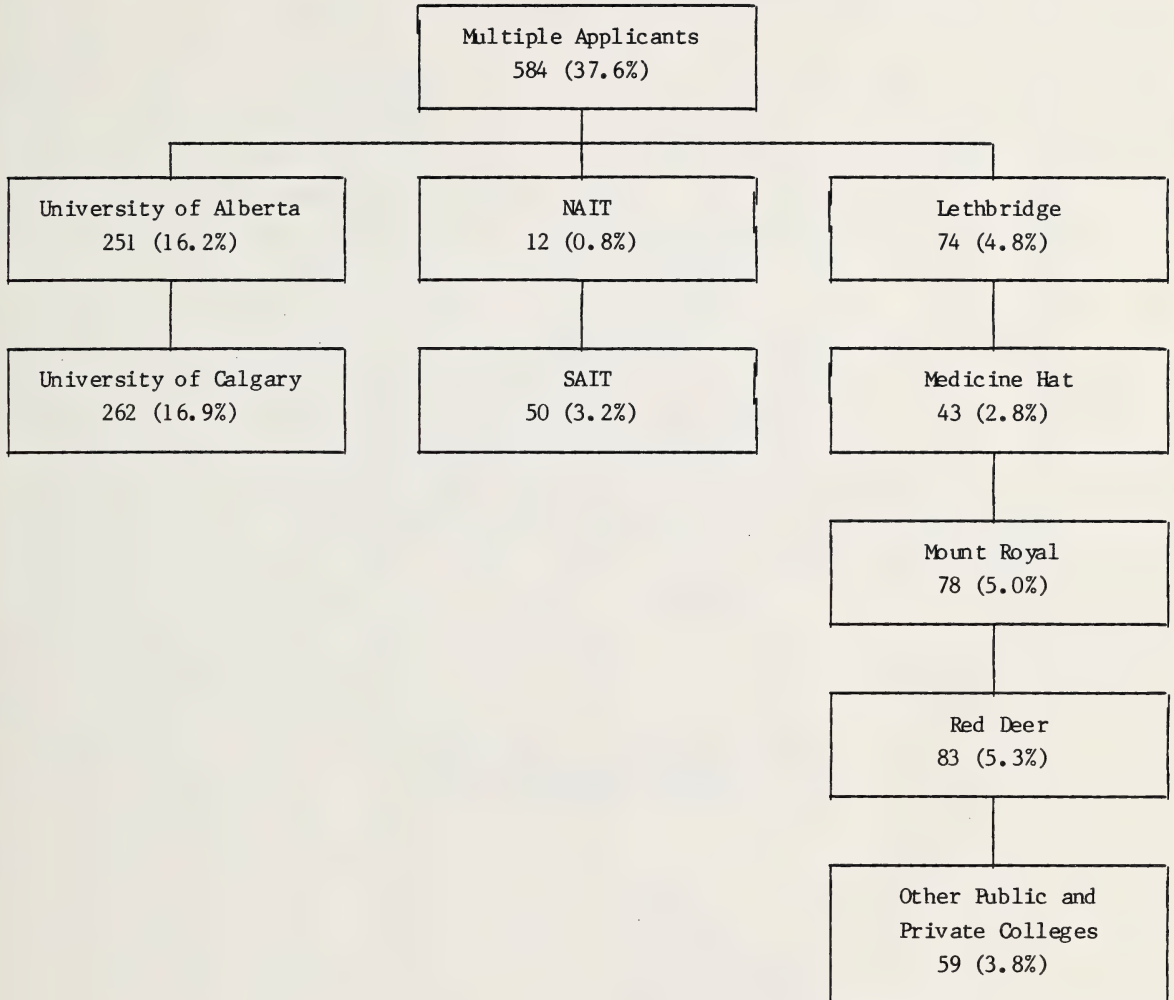 Multiple Applicants
584 (37.6%)
University of Alberta
251 (16.2%)
NAIT
12 (0.8%)
Lethbridge
74 (4.8%)
University of Calgary
262 (16.9%)
SAIT
50 (3.2%)
Medicine Hat
43 (2.8%)
Mount Royal
78 (5.0%)
Red Deer
83 (5.3%)
Other Public and
Private Colleges
59 (3.8%)